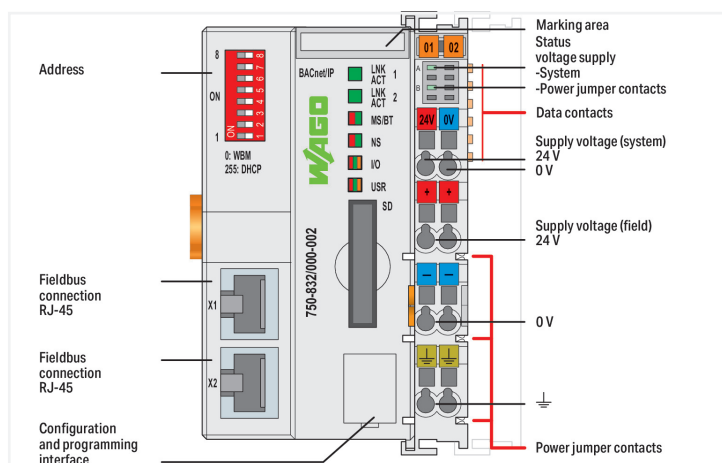 Address
Fieldbus
connection
RJ-45
Fieldbus
connection
RJ-45
Configuration
and programming
interface
8
ON
1
8
7
6
5
4
3
2
1
ON
0: WBM
255: DHCP
X1
X2
BACnet/IP
LNK
ACT 1
LNK
ACT 2
MS/BT
NS
I/O
USR
SD
WAGO
750-832/000-002
01 02
A
B
24V 0V
+ +
— —
Marking area
Status
voltage supply
-System
-Power jumper contacts
Data contacts
Supply voltage (system)
24 V
0 V
Supply voltage (field)
24 V
0 V
Power jumper contacts